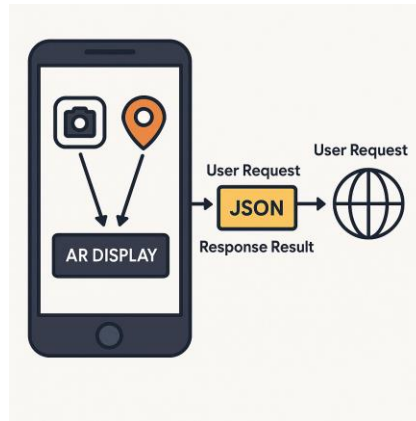 User Request
User Request
JSON
Response Result
AR DISPLAY